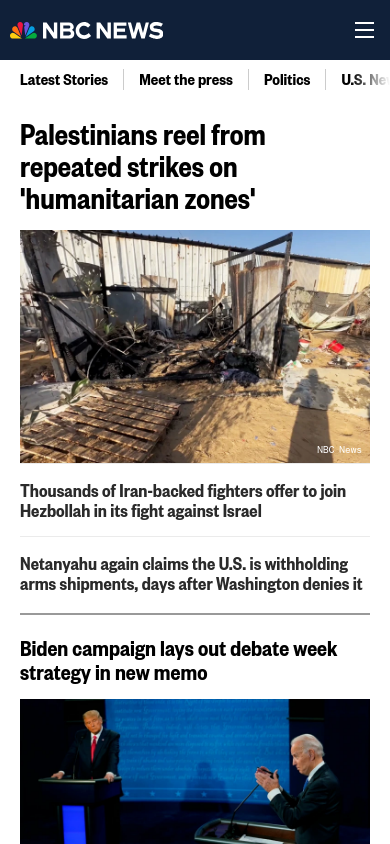 NBC NEWS
Latest Stories
Meet the press
Politics
U.S. Ne
Palestinians reel from
repeated strikes on
'humanitarian zones'
NBC News
Thousands of Iran-backed fighters offer to join
Hezbollah in its fight against Israel
Netanyahu again claims the U.S. is withholding
arms shipments, days after Washington denies it
Biden campaign lays out debate week
strategy in new memo